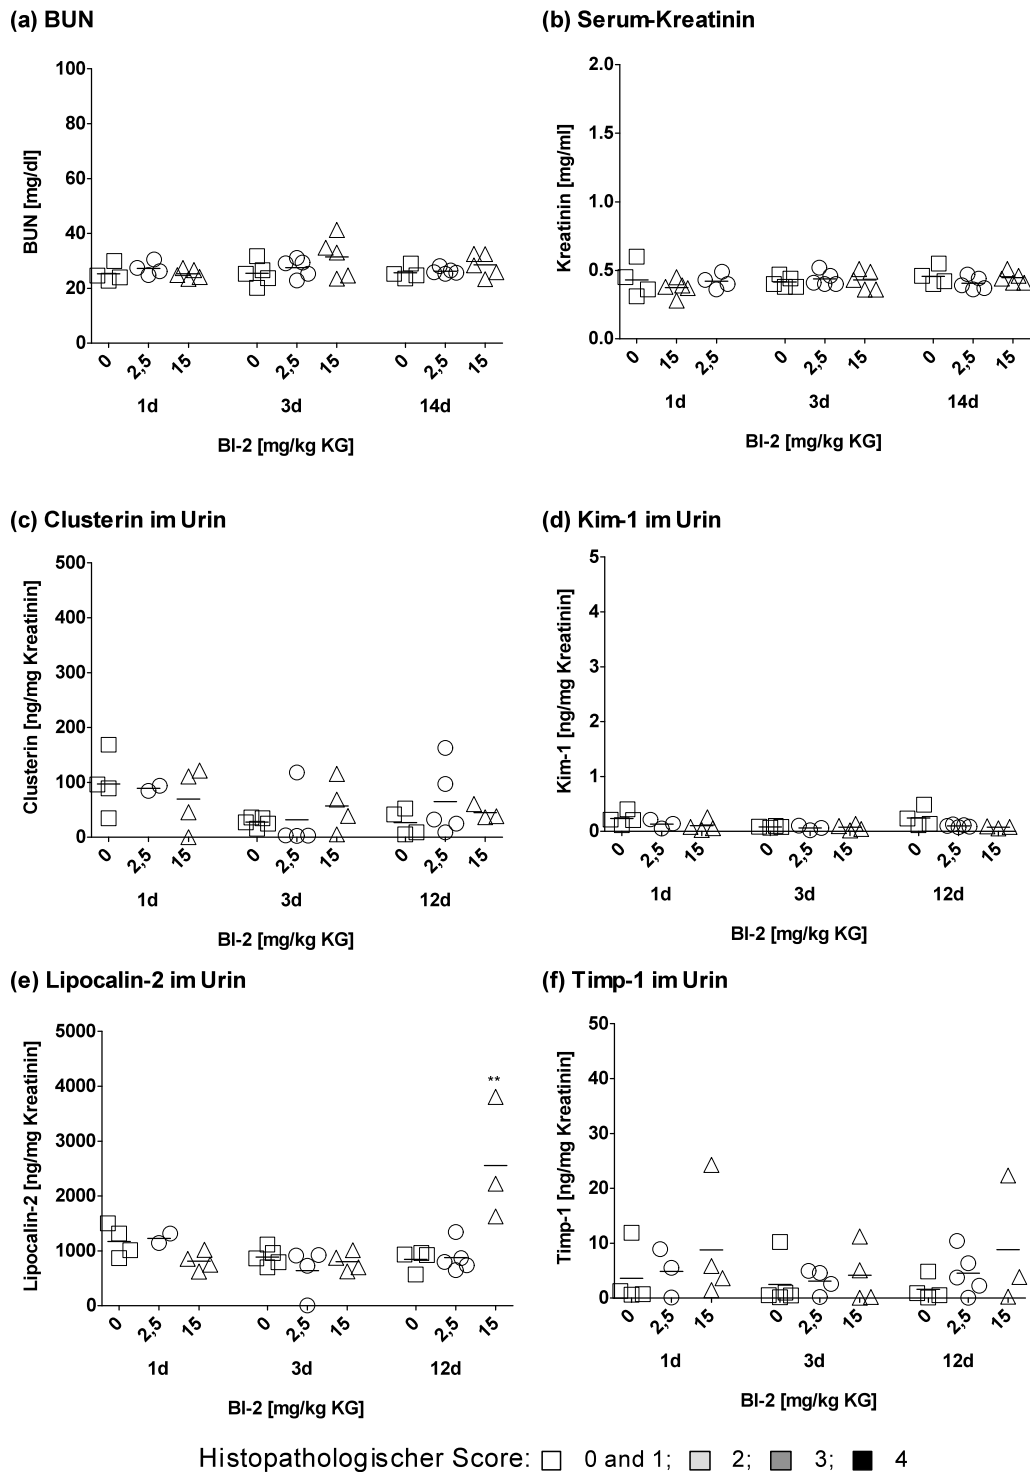 (a) BUN
BUN [mg/dl]
100
80
60
40
20
0
0 2,5 15 0 2,5 15 0 2,5 15
1d 3d 14d
BI-2 [mg/kg KG]
(b) Serum-Kreatinin
Kreatinin [mg/ml]
2.0
1.5
1.0
0.5
0.0
0 15 2,5 0 2,5 15 0 2,5 15
1d 3d 14d
BI-2 [mg/kg KG]
(c) Clusterin im Urin
Clusterin [ng/mg Kreatinin]
500
400
300
200
100
0
0 2,5 15 0 2,5 15 0 2,5 15
1d 3d 12d
BI-2 [mg/kg KG]
(d) Kim-1 im Urin
Kim-1 [ng/mg Kreatinin]
5
4
3
2
1
0
0 2,5 15 0 2,5 15 0 2,5 15
1d 3d 12d
BI-2 [mg/kg KG]
(e) Lipocalin-2 im Urin
Lipocalin-2 [ng/mg Kreatinin]
5000
4000
3000
2000
1000
0
**
0 2,5 15 0 2,5 15 0 2,5 15
1d 3d 12d
BI-2 [mg/kg KG]
(f) Timp-1 im Urin
Timp-1 [ng/mg Kreatinin]
50
40
30
20
10
0
0 2,5 15 0 2,5 15 0 2,5 15
1d 3d 12d
BI-2 [mg/kg KG]
Histopathologischer Score: 0 and 1; 2; 3; 4